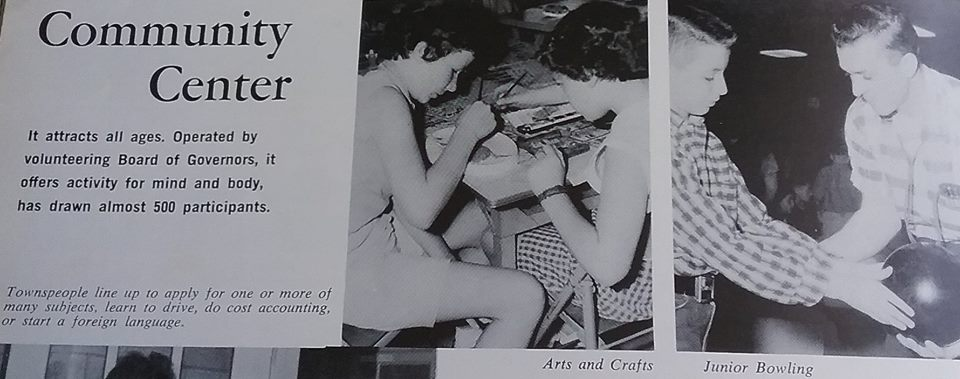 Community
Center
It attracts all ages. Operated by
volunteering Board of Governors, it
offers activity for mind and body,
has drawn almost 500 participants.
Townspeople line up to apply for one or more of
many subjects, learn to drive, do cost accounting,
or start a foreign language.
Arts and Crafts
Junior Bowling